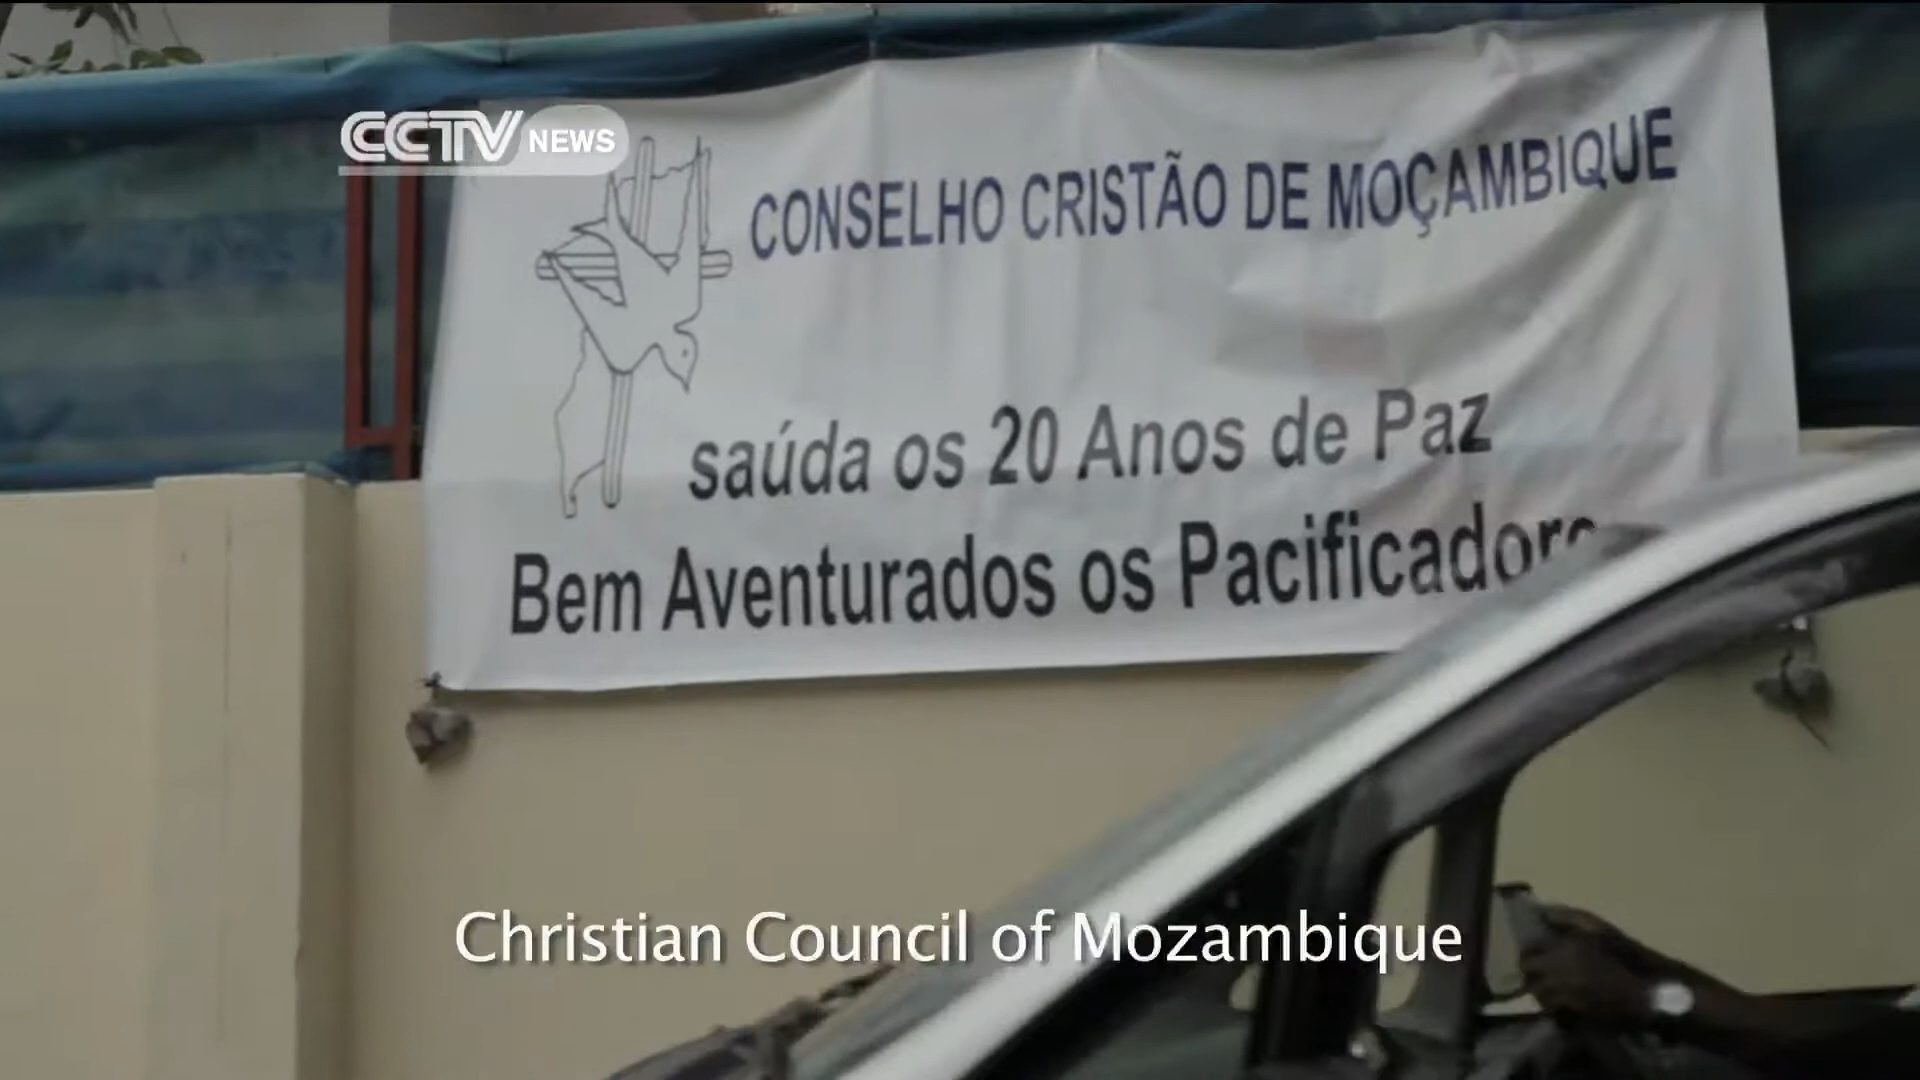 CCTV NEWS
CONSELHO CRISTÃO DE MOÇAMBIQUE
saúda os 20 Anos de Paz
Bem Aventurados os
Christian Council of Mozambique